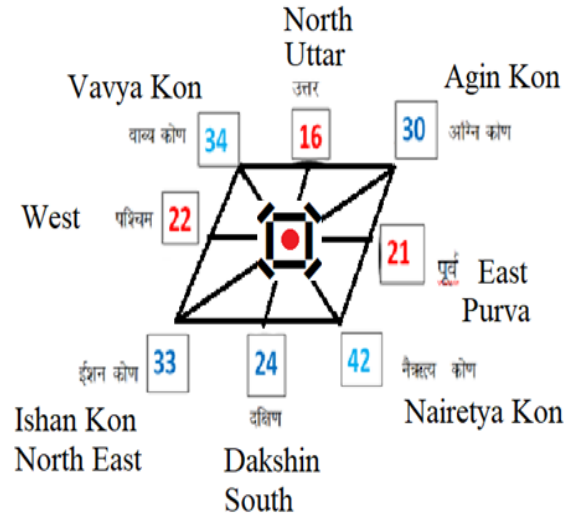 North
Uttar
उत्तर
Vavya Kon
Agin Kon
वाव्य कोण 34
16
30 अग्नि कोण
West पश्चिम 22
21 पूर्व East
Purva
ईशन कोण 33
24
42 नैऋत्य कोण
दक्षिण
Ishan Kon
North East
Nairetya Kon
Dakshin
South